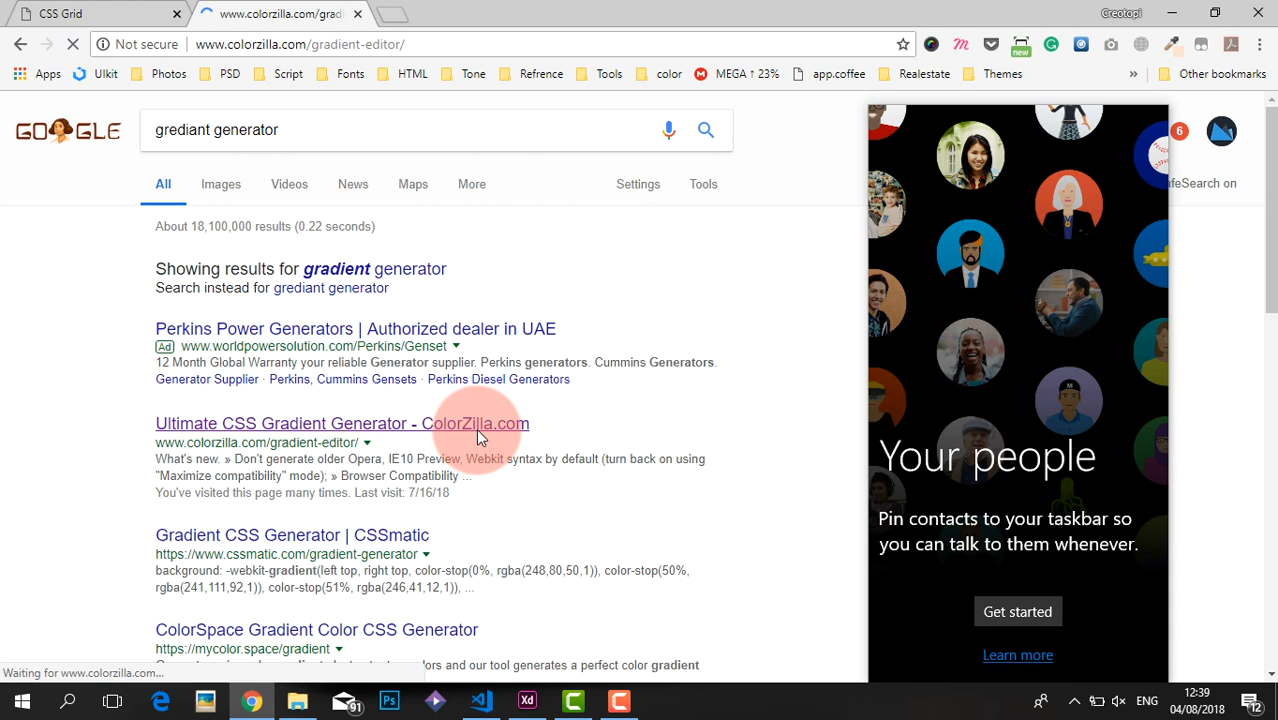 CSS Grid
www.colorzilla.com/gradi
Creotopi
Not secure
www.colorzilla.com/gradient-editor/
new
Apps
UIkit
Photos
PSD
Script
Fonts
HTML
Tone
Refrence
Tools
color
MEGA ↑ 23%
app.coffee
Realestate
Themes
»
Other bookmarks
GOOGLE
grediant generator
6
All
Images
Videos
News
Maps
More
Settings
Tools
feSearch on
About 18,100,000 results (0.22 seconds)
Showing results for gradient generator
Search instead for grediant generator
Perkins Power Generators | Authorized dealer in UAE
Ad www.worldpowersolution.com/Perkins/Genset
12 Month Global Warranty your reliable Generator supplier. Perkins generators. Cummins Generators.
Generator Supplier · Perkins, Cummins Gensets · Perkins Diesel Generators
Ultimate CSS Gradient Generator - ColorZilla.com
www.colorzilla.com/gradient-editor/
What's new. » Don't generate older Opera, IE10 Preview, Webkit syntax by default (turn back on using
"Maximize compatibility" mode); » Browser Compatibility ...
You've visited this page many times. Last visit: 7/16/18
Gradient CSS Generator | CSSmatic
https://www.cssmatic.com/gradient-generator
background: -webkit-gradient(left top, right top, color-stop(0%, rgba(248,80,50,1)), color-stop(50%,
rgba(241,111,92,1)), color-stop(51%, rgba(246,41,12,1)), ...
ColorSpace Gradient Color CSS Generator
https://mycolor.space/gradient
and our tool generates a perfect color gradient
Waiting for www.colorzilla.com...
Your people
Pin contacts to your taskbar so
you can talk to them whenever.
Get started
Learn more
91
Ps
Xd
ENG
12:39
04/08/2018
12